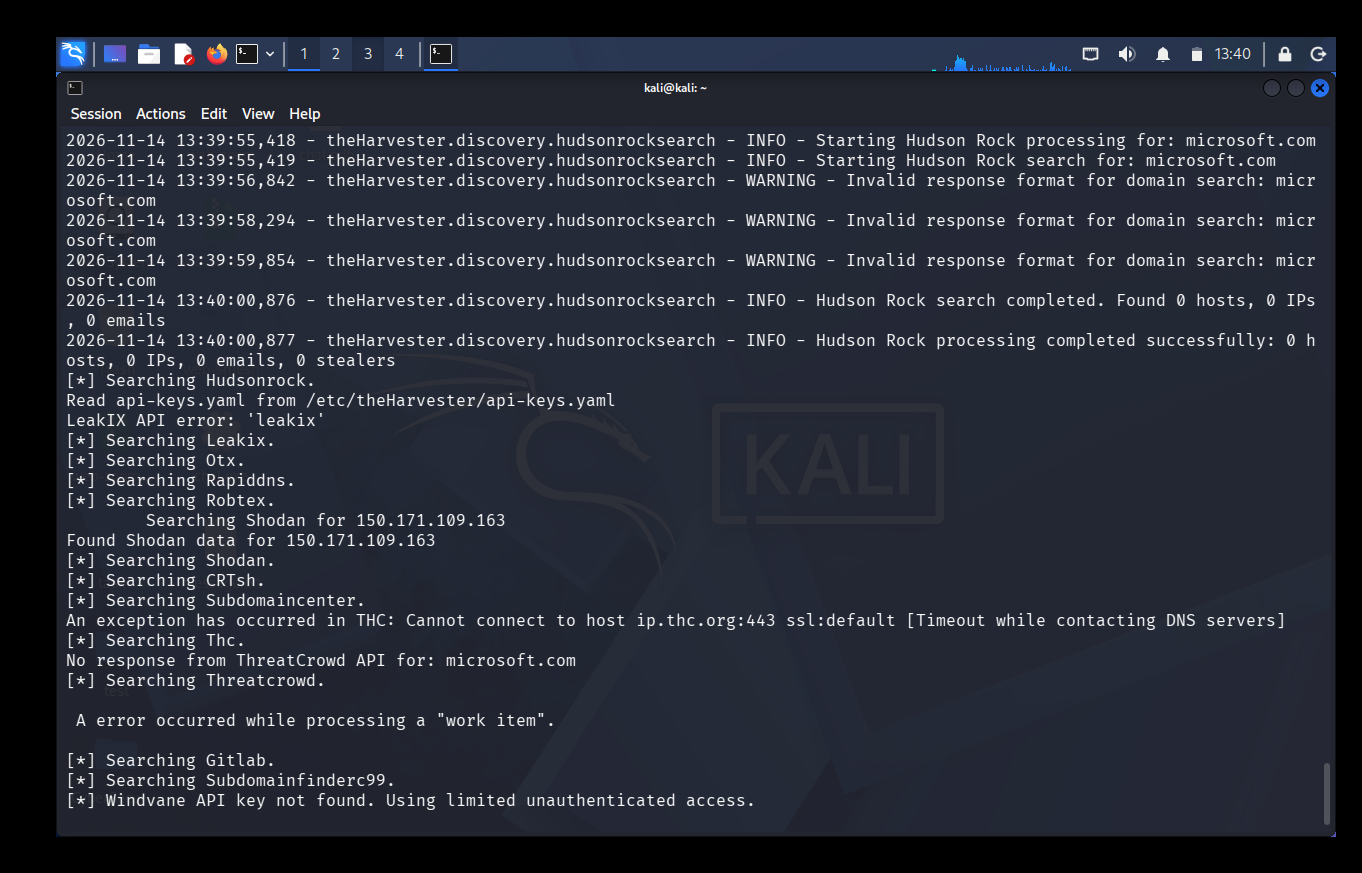 1 2 3 4 13:40
kali@kali: ~
Session Actions Edit View Help
2026-11-14 13:39:55,418 - theHarvester.discovery.hudsonrocksearch - INFO - Starting Hudson Rock processing for: microsoft.com
2026-11-14 13:39:55,419 - theHarvester.discovery.hudsonrocksearch - INFO - Starting Hudson Rock search for: microsoft.com
2026-11-14 13:39:56,842 - theHarvester.discovery.hudsonrocksearch - WARNING - Invalid response format for domain search: micr
osoft.com
2026-11-14 13:39:58,294 - theHarvester.discovery.hudsonrocksearch - WARNING - Invalid response format for domain search: micr
osoft.com
2026-11-14 13:39:59,854 - theHarvester.discovery.hudsonrocksearch - WARNING - Invalid response format for domain search: micr
osoft.com
2026-11-14 13:40:00,876 - theHarvester.discovery.hudsonrocksearch - INFO - Hudson Rock search completed. Found 0 hosts, 0 IPs
, 0 emails
2026-11-14 13:40:00,877 - theHarvester.discovery.hudsonrocksearch - INFO - Hudson Rock processing completed successfully: 0 h
osts, 0 IPs, 0 emails, 0 stealers
[*] Searching Hudsonrock.
Read api-keys.yaml from /etc/theHarvester/api-keys.yaml
LeakIX API error: 'leakix'
[*] Searching Leakix.
[*] Searching Otx.
[*] Searching Rapiddns.
[*] Searching Robtex.
        Searching Shodan for 150.171.109.163
Found Shodan data for 150.171.109.163
[*] Searching Shodan.
[*] Searching CRTsh.
[*] Searching Subdomaincenter.
An exception has occurred in THC: Cannot connect to host ip.thc.org:443 ssl:default [Timeout while contacting DNS servers]
[*] Searching Thc.
No response from ThreatCrowd API for: microsoft.com
[*] Searching Threatcrowd.
test
 A error occurred while processing a "work item".
[*] Searching Gitlab.
[*] Searching Subdomainfinderc99.
[*] Windvane API key not found. Using limited unauthenticated access.
KALI